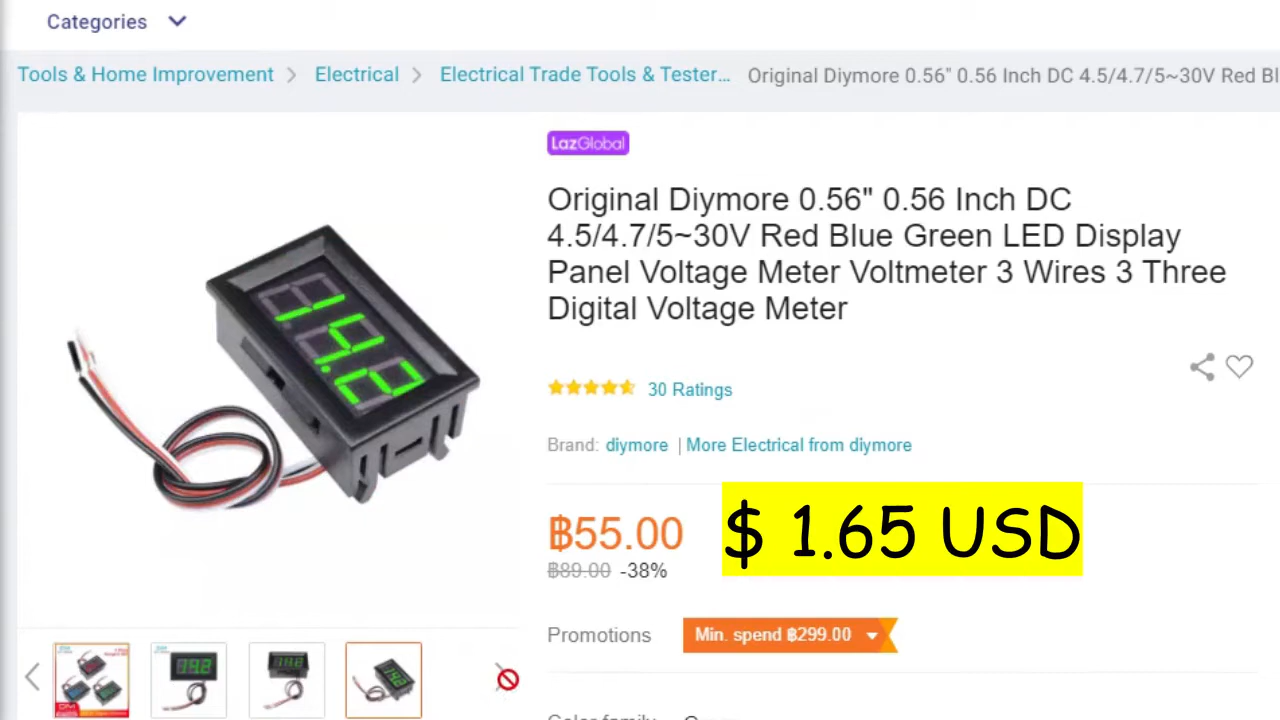 Categories
Tools & Home Improvement
Electrical
Electrical Trade Tools & Tester...
Original Diymore 0.56" 0.56 Inch DC 4.5/4.7/5~30V Red Bl
LazGlobal
Original Diymore 0.56" 0.56 Inch DC
4.5/4.7/5~30V Red Blue Green LED Display
Panel Voltage Meter Voltmeter 3 Wires 3 Three
Digital Voltage Meter
14.2
30 Ratings
Brand: diymore | More Electrical from diymore
฿55.00
$ 1.65 USD
฿89.00 -38%
Promotions
Min. spend ฿299.00